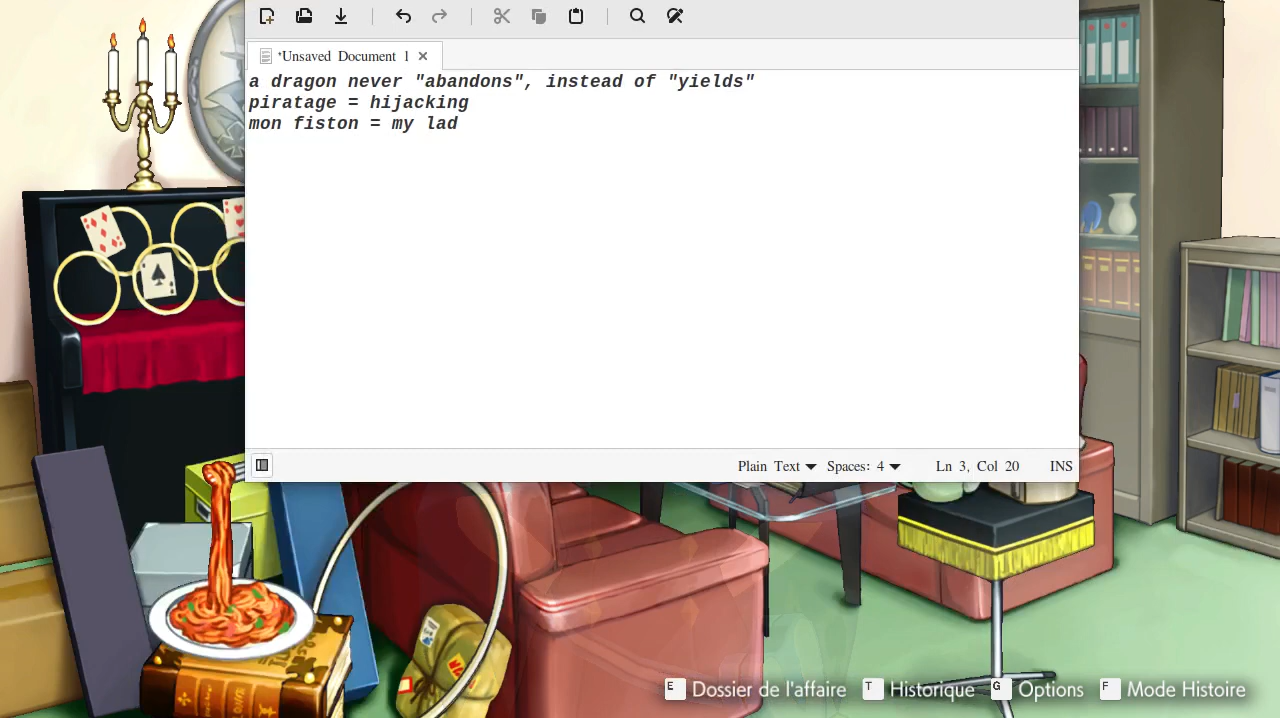 *Unsaved Document 1
a dragon never "abandons", instead of "yields"
piratage = hijacking
mon fiston = my lad
Plain Text Spaces: 4 Ln 3, Col 20 INS
E Dossier de l'affaire T Historique G Options F Mode Histoire